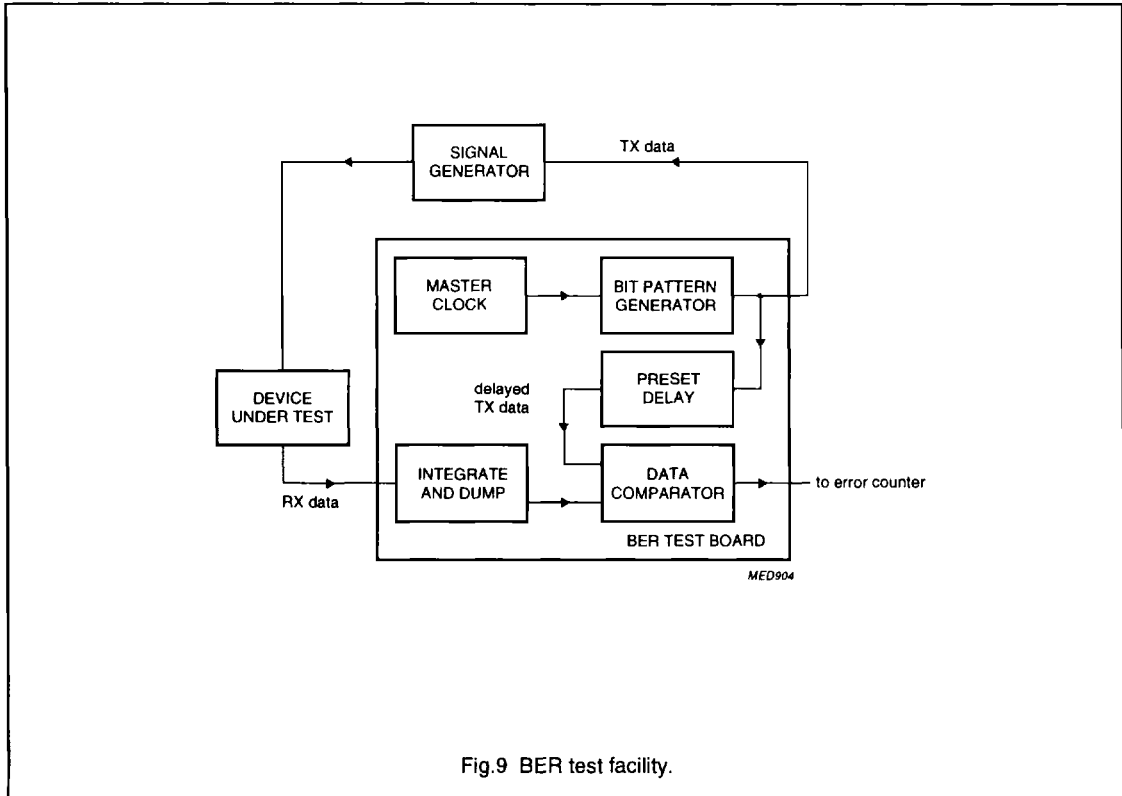 SIGNAL
GENERATOR
TX data
MASTER
CLOCK
BIT PATTERN
GENERATOR
DEVICE
UNDER TEST
delayed
TX data
PRESET
DELAY
RX data
INTEGRATE
AND DUMP
DATA
COMPARATOR
to error counter
BER TEST BOARD
MED904
Fig.9 BER test facility.